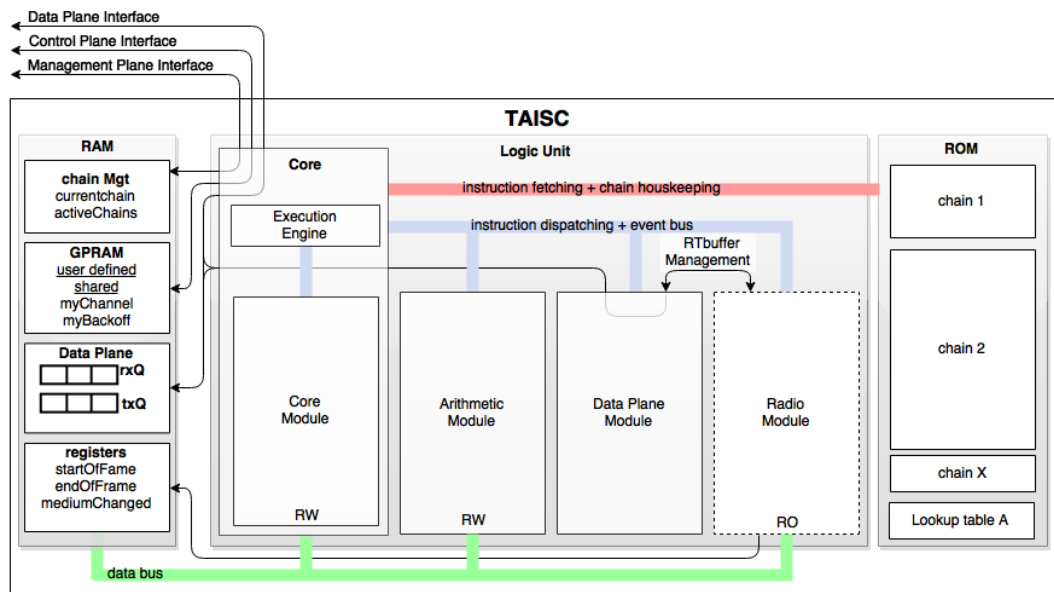 Data Plane Interface
Control Plane Interface
Management Plane Interface
TAISC
RAM
chain Mgt
currentchain
activeChains
GPRAM
user defined
shared
myChannel
myBackoff
Data Plane
rxQ
txQ
registers
startOfFame
endOfFrame
mediumChanged
Logic Unit
Core
instruction fetching + chain houskeeping
Execution
Engine
instruction dispatching + event bus
RTbuffer
Management
Core
Module
RW
Arithmetic
Module
RW
Data Plane
Module
Radio
Module
RO
ROM
chain 1
chain 2
chain X
Lookup table A
data bus